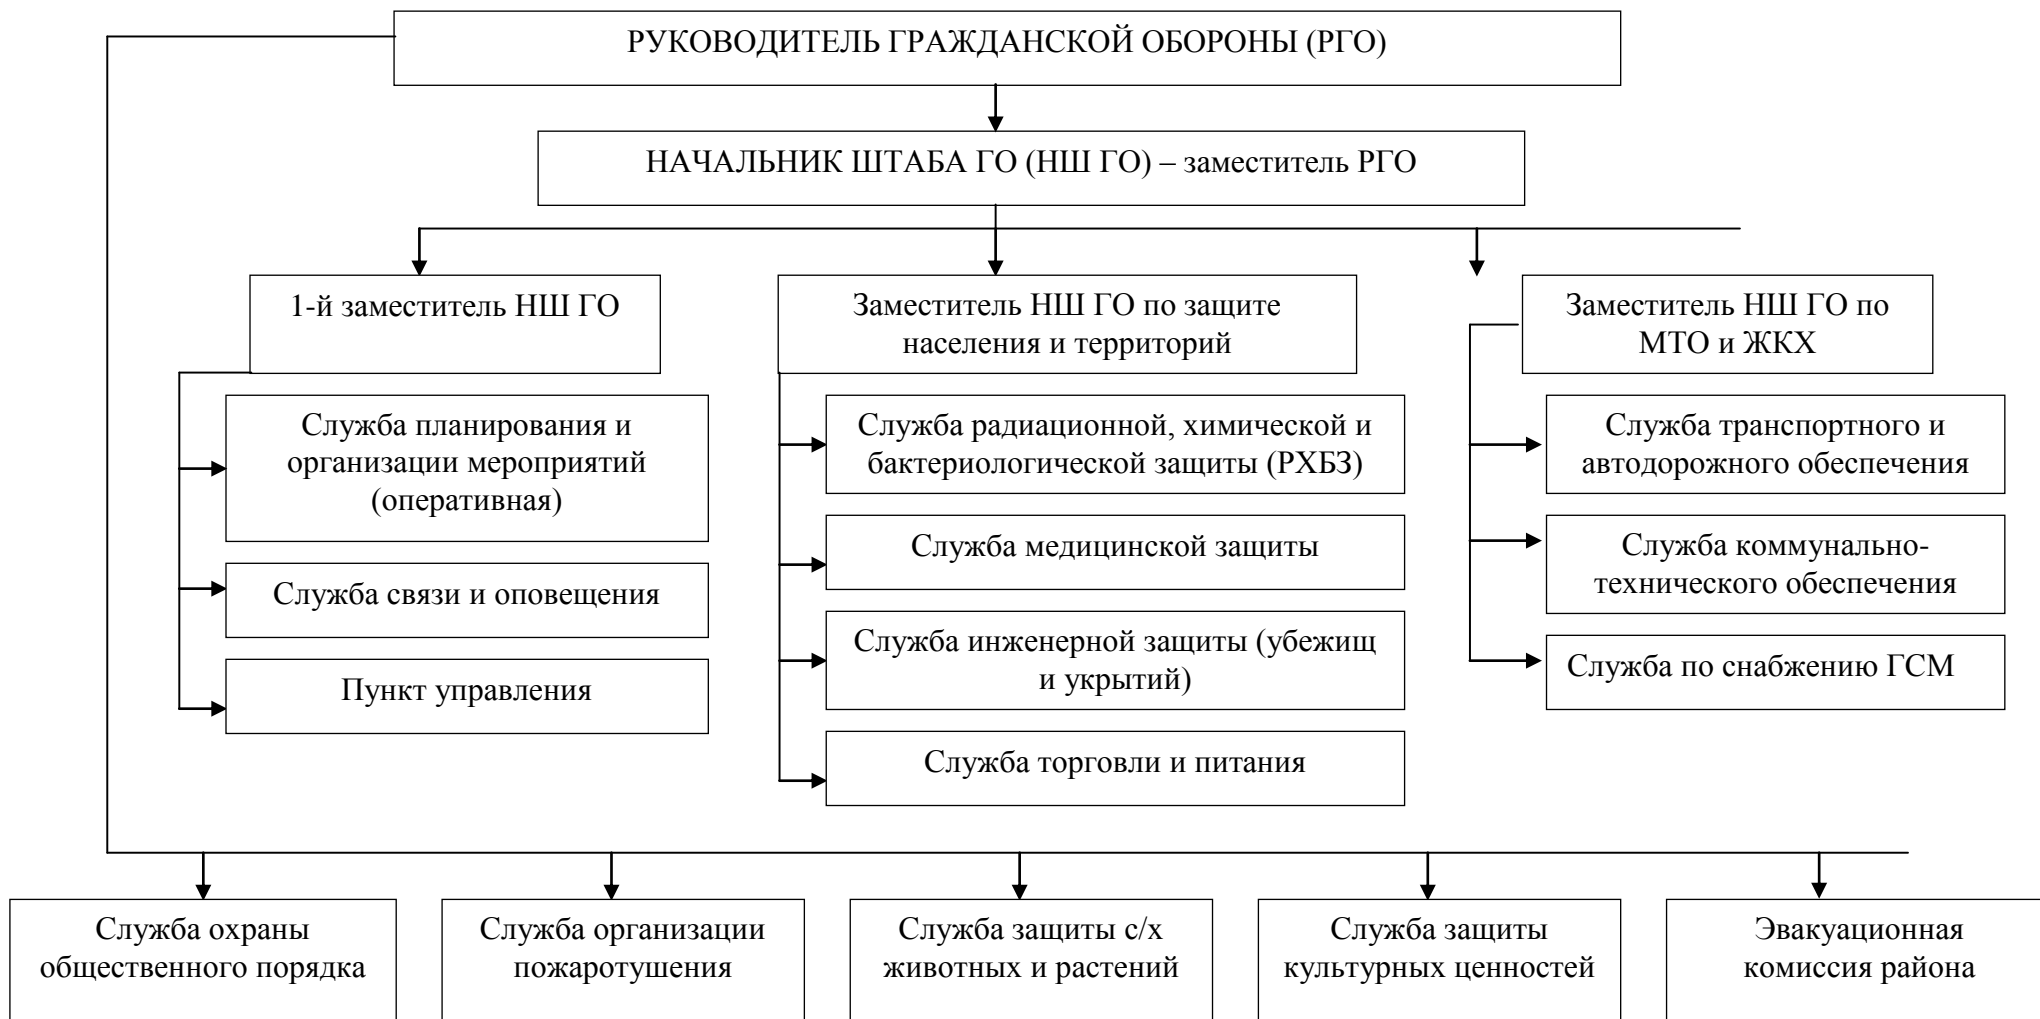 РУКОВОДИТЕЛЬ ГРАЖДАНСКОЙ ОБОРОНЫ (РГО)
НАЧАЛЬНИК ШТАБА ГО (НШ ГО) – заместитель РГО
1-й заместитель НШ ГО
Служба планирования и
организации мероприятий
(оперативная)
Служба связи и оповещения
Пункт управления
Заместитель НШ ГО по защите
населения и территорий
Служба радиационной, химической и
бактериологической защиты (РХБЗ)
Служба медицинской защиты
Служба инженерной защиты (убежищ
и укрытий)
Служба торговли и питания
Заместитель НШ ГО по
МТО и ЖКХ
Служба транспортного и
автодорожного обеспечения
Служба коммунально-
технического обеспечения
Служба по снабжению ГСМ
Служба охраны
общественного порядка
Служба организации
пожаротушения
Служба защиты с/х
животных и растений
Служба защиты
культурных ценностей
Эвакуационная
комиссия района